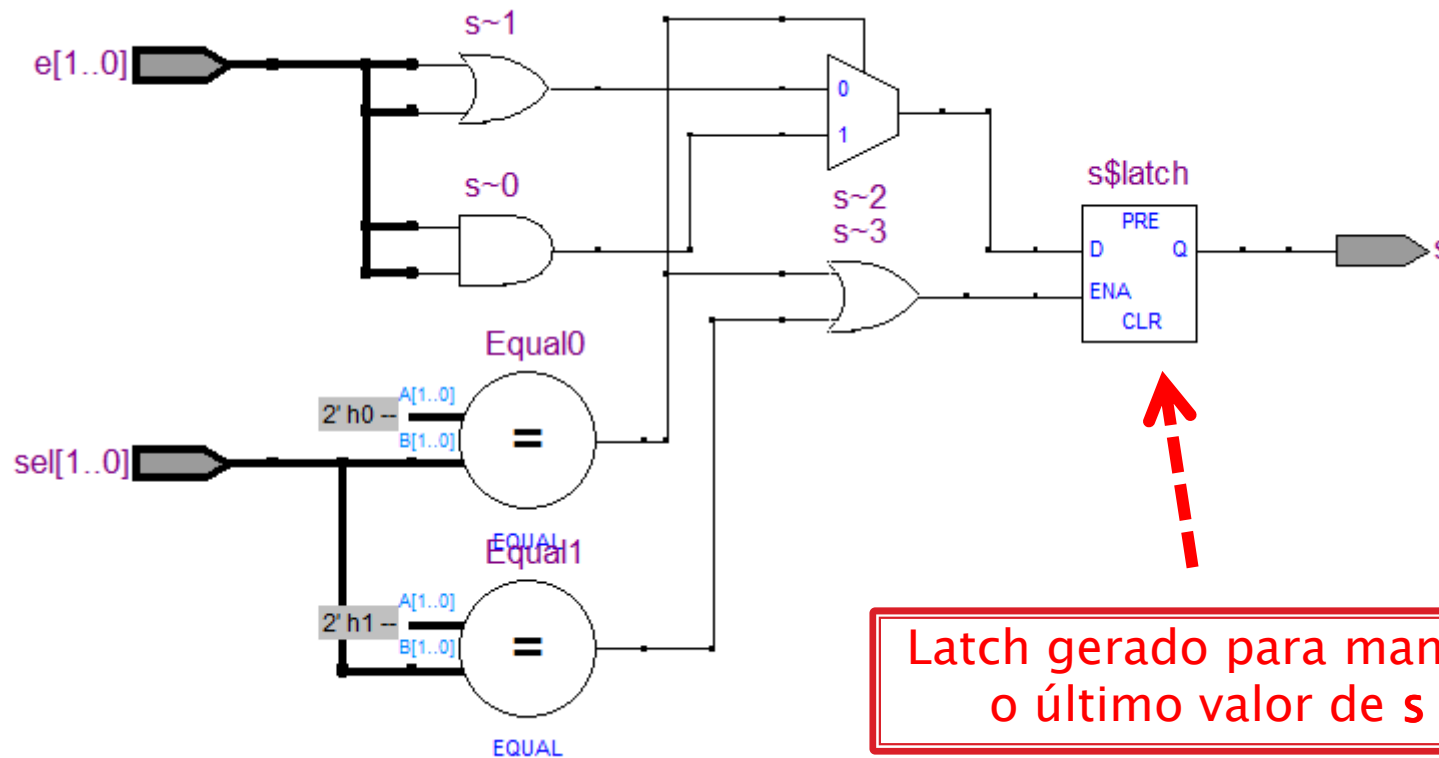 s~1
e[1..0]
0
1
s~0
s~2
s~3
s$latch
PRE
D
Q
ENA
CLR
Equal0
A[1..0]
2' h0 --
B[1..0]
=
sel[1..0]
EQUAL
Equal1
A[1..0]
2' h1 --
B[1..0]
=
EQUAL
Latch gerado para
o último valor de s